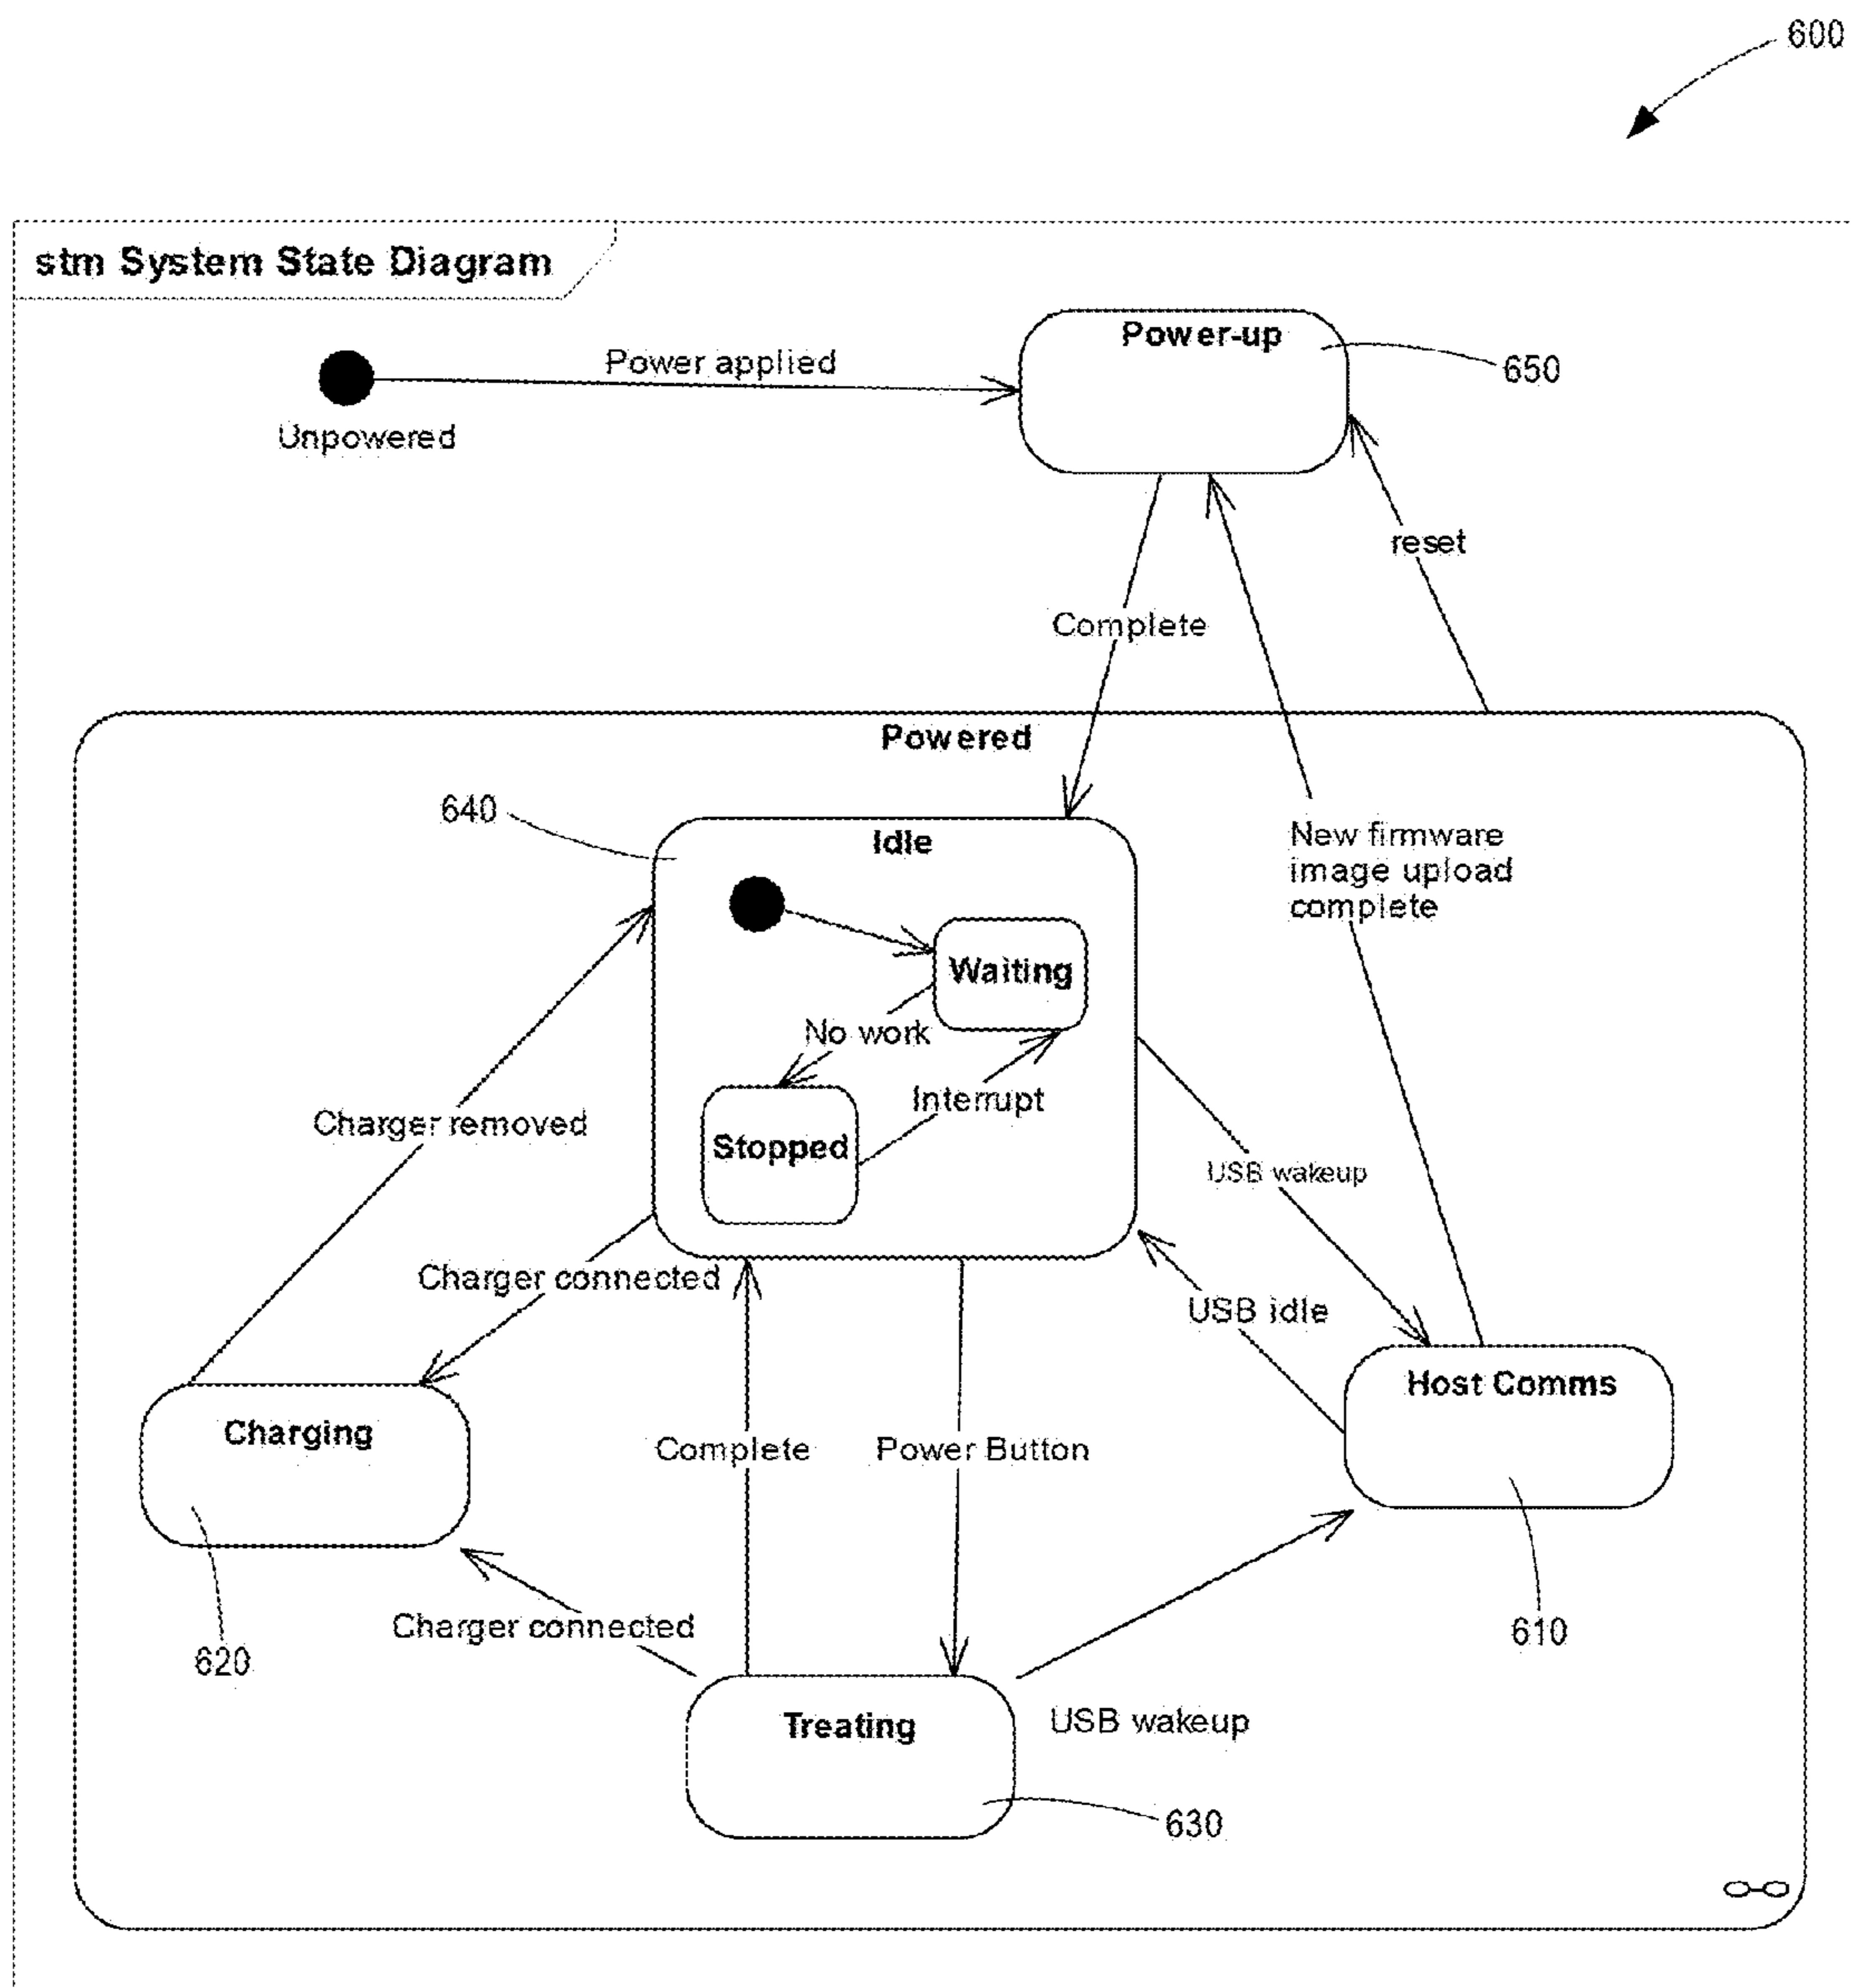 600
stm System State Diagram
Power-up
Power applied
650
Unpowered
reset
Complete
Powered
640
Idle
New firmware
image upload
complete
Waiting
No work
Interrupt
Charger removed
Stopped
USB wakeup
Charger connected
USB idle
Host Comms
Charging
Complete
Power Button
Charger connected
610
620
Treating
USB wakeup
630